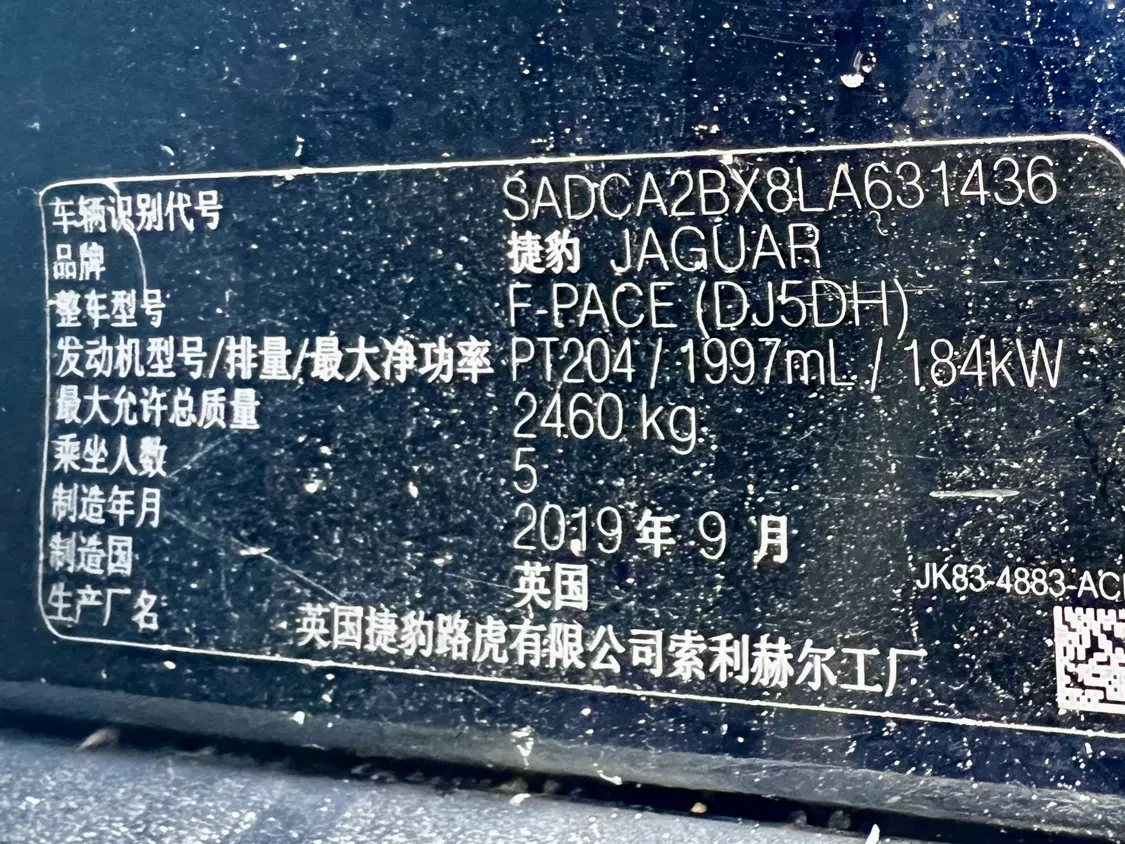 车辆识别代号 SADCA2BX8LA631436
品牌 捷豹 JAGUAR
整车型号 F-PACE (DJ5DH)
发动机型号/排量/最大净功率 PT204 / 1997mL / 184kW
最大允许总质量 2460 kg
乘坐人数 5
制造年月 2019 年 9 月
制造国 英国
JK83-4883-AC
生产厂名 英国捷豹路虎有限公司索利赫尔工厂